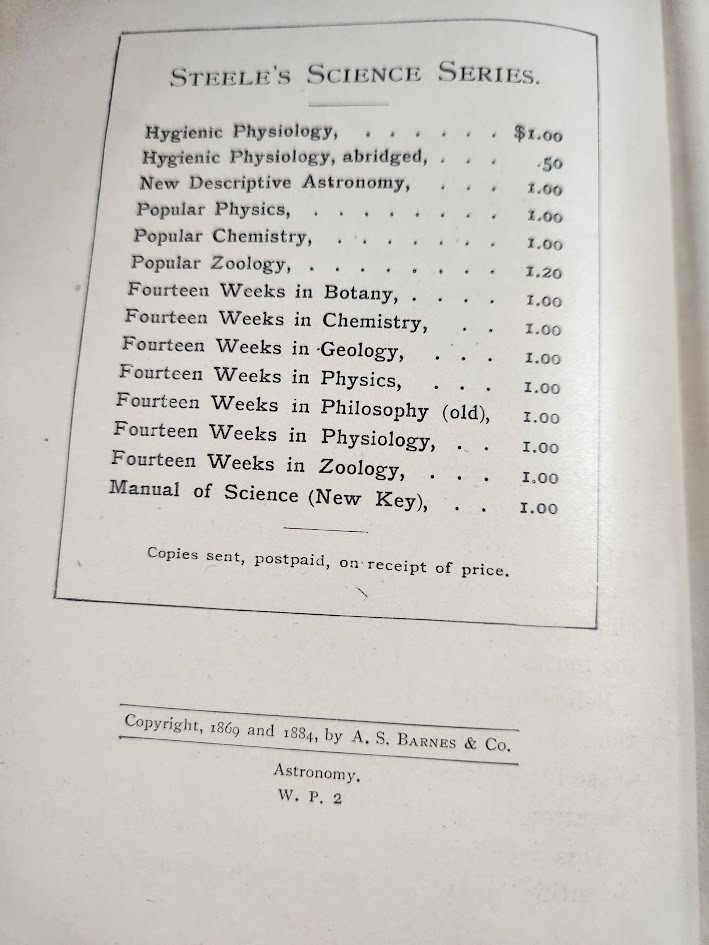 STEELE'S SCIENCE SERIES.
Hygienic Physiology, . . . . . . $1.00
Hygienic Physiology, abridged, . . . .50
New Descriptive Astronomy, . . . 1.00
Popular Physics, . . . . . . . . 1.00
Popular Chemistry, . . . . . . . 1.00
Popular Zoology, . . . . . . . . 1.20
Fourteen Weeks in Botany, . . . . 1.00
Fourteen Weeks in Chemistry, . . 1.00
Fourteen Weeks in Geology, . . . 1.00
Fourteen Weeks in Physics, . . . 1.00
Fourteen Weeks in Philosophy (old), 1.00
Fourteen Weeks in Physiology, . . 1.00
Fourteen Weeks in Zoology, . . . 1.00
Manual of Science (New Key), . . 1.00
Copies sent, postpaid, on receipt of price.
Copyright, 1869 and 1884, by A. S. BARNES & CO.
Astronomy.
W. P. 2